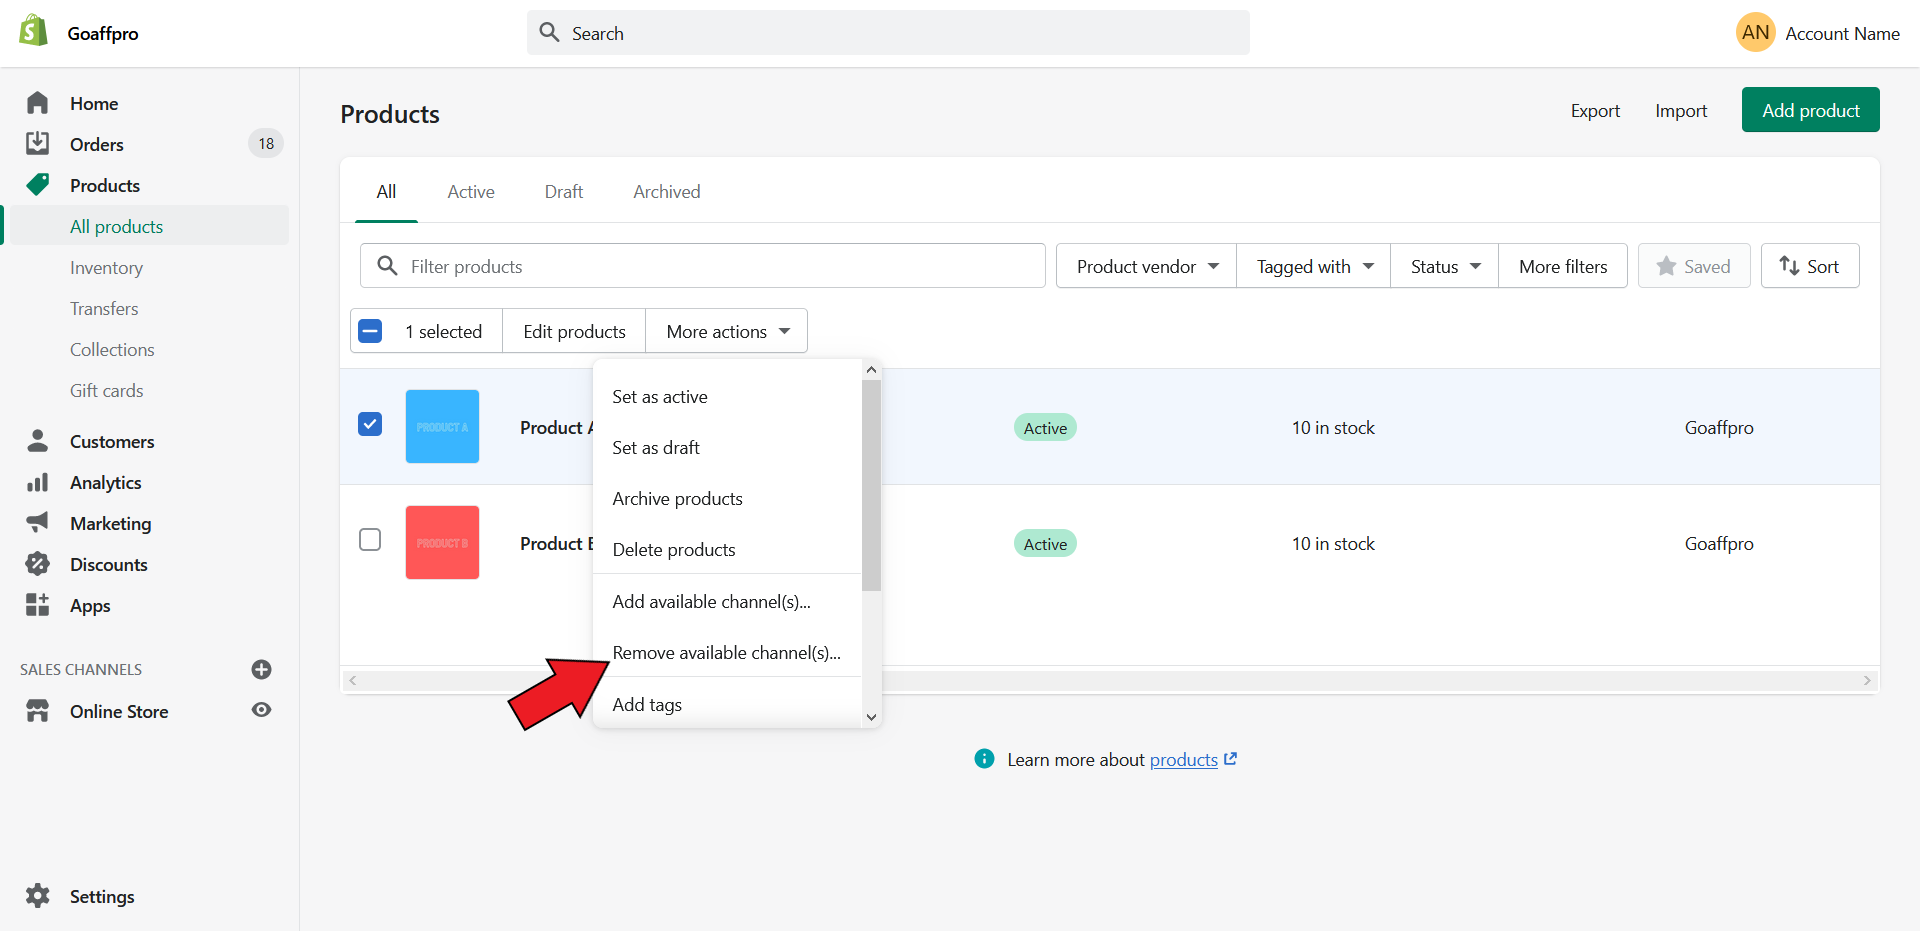 Goaffpro
Search
AN Account Name
Home
Orders 18
Products
All products
Inventory
Transfers
Collections
Gift cards
Customers
Analytics
Marketing
Discounts
Apps
SALES CHANNELS
Online Store
Settings
Products
Export Import Add product
All Active Draft Archived
Filter products Product vendor Tagged with Status More filters Saved Sort
1 selected Edit products More actions
Set as active
Set as draft
Archive products
Delete products
Add available channel(s)...
Remove available channel(s)...
Add tags
PRODUCT A Product A Active 10 in stock Goaffpro
PRODUCT B Product B Active 10 in stock Goaffpro
Learn more about products